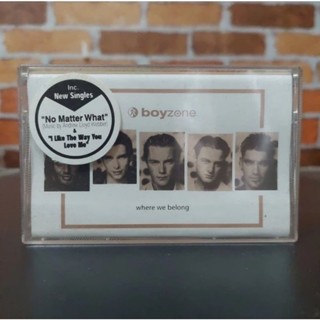 Inc.
New Singles
"No Matter What"
(Music by Andrew Lloyd Webber)
&
"I Like The Way You
Love Me"
boyzone
where we belong